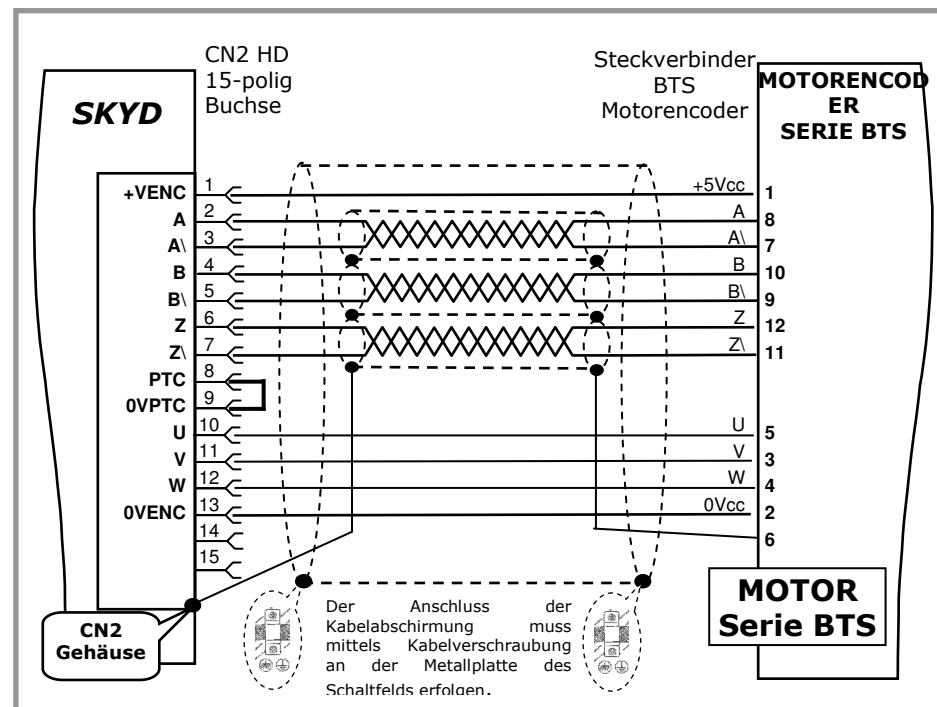 CN2 HD
15-polig
Buchse
Steckverbinder
BTS
Motorencoder
SKYD
MOTORENCOD
ER
SERIE BTS
+VENC 1 +5Vcc 1
A 2 A 8
A\ 3 A\ 7
B 4 B 10
B\ 5 B\ 9
Z 6 Z 12
Z\ 7 Z\ 11
PTC 8
0VPTC 9
U 10 U 5
V 11 V 3
W 12 W 4
0VENC 13 0Vcc 2
14 6
15
CN2
Gehäuse
Der Anschluss der
Kabelabschirmung muss
mittels Kabelverschraubung
an der Metallplatte des
Schaltfelds erfolgen.
MOTOR
Serie BTS